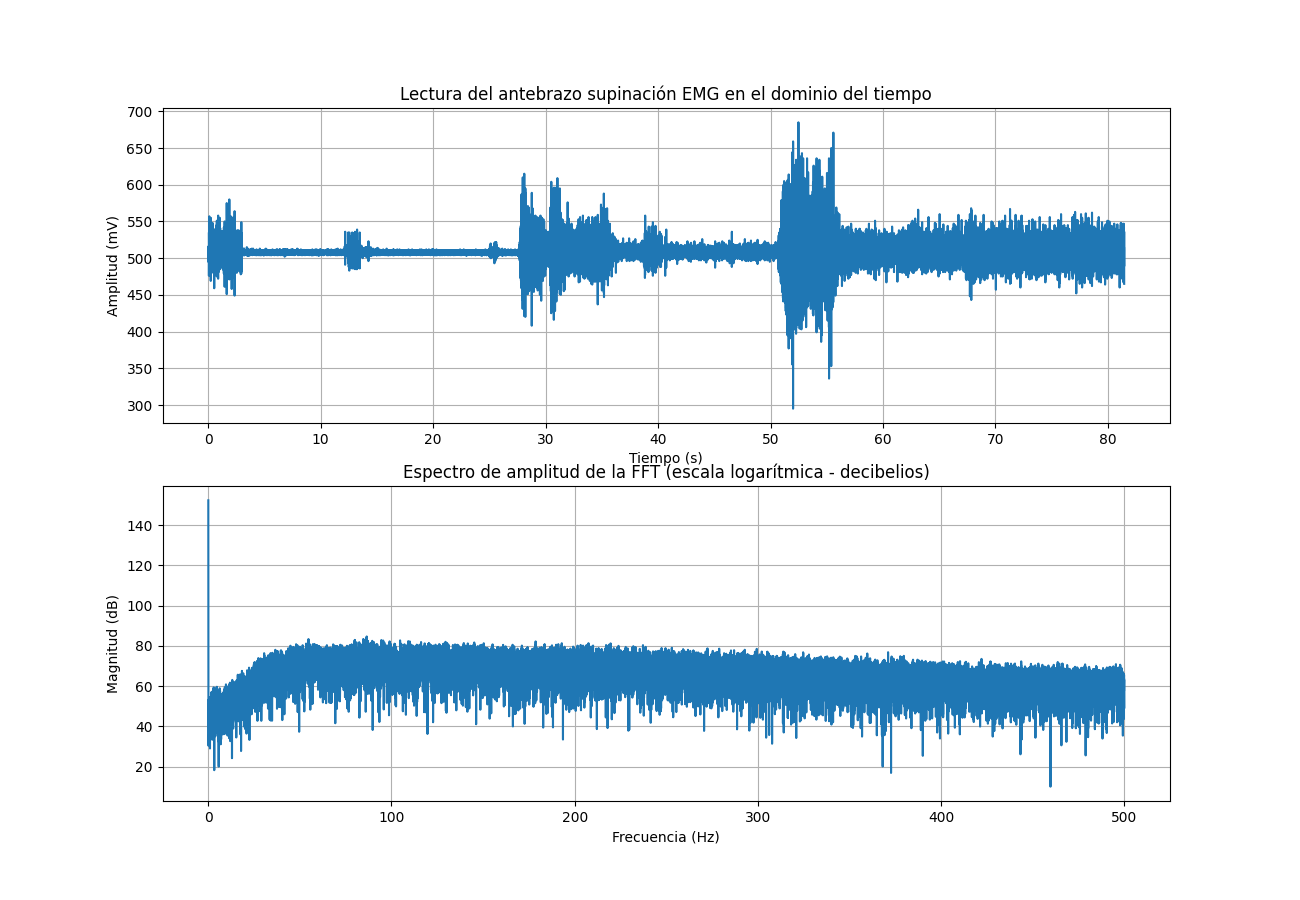 Lectura del antebrazo supinación EMG en el dominio del tiempo
700
650
600
550
500
450
400
350
300
Amplitud (mV)
0 10 20 30 40 50 60 70 80
Tiempo (s)
Espectro de amplitud de la FFT (escala logarítmica - decibelios)
140
120
100
80
60
40
20
Magnitud (dB)
0 100 200 300 400 500
Frecuencia (Hz)